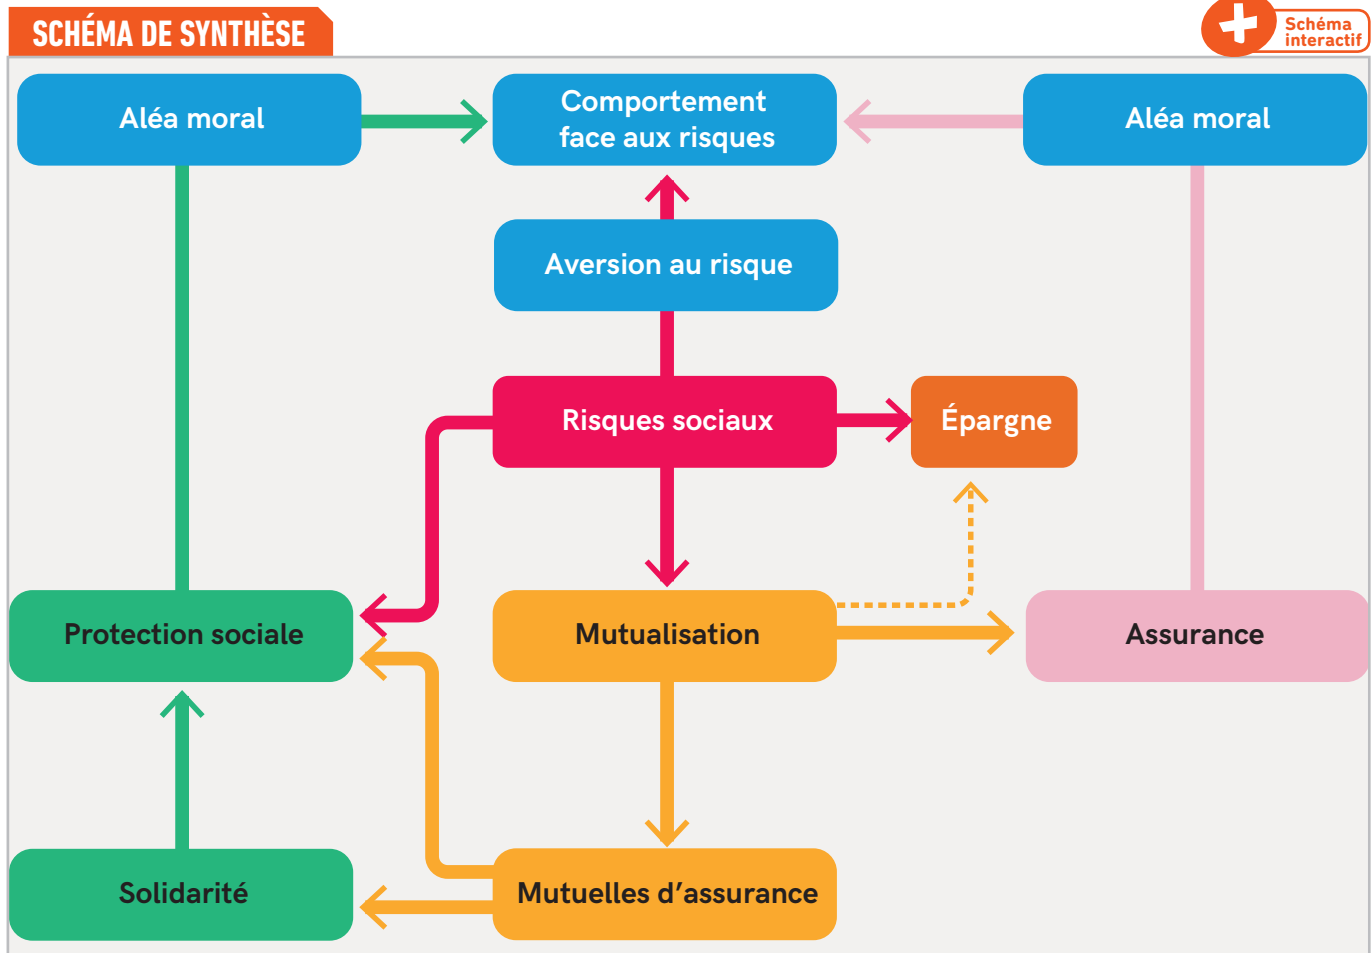 SCHÉMA DE SYNTHÈSE
Schéma
interactif
Aléa moral
Comportement
face aux risques
Aléa moral
Aversion au risque
Risques sociaux
Épargne
Protection sociale
Mutualisation
Assurance
Solidarité
Mutuelles d’assurance